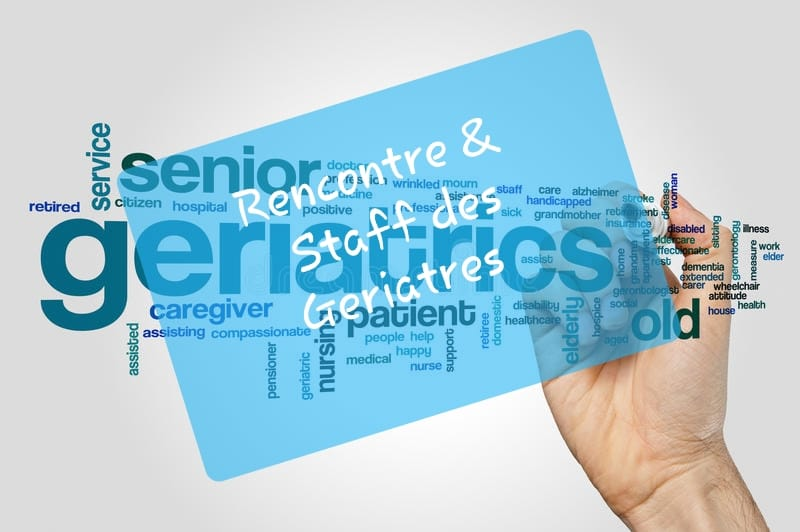 Rencontre &
Staff des
Geriatres
service
senior
doctor
profession
wrinkled
mourn
medicine
retired
citizen
hospital
positive
staff
care
alzheimer
handicapped
stroke
disease
woman
sick
grandmother
retirement
insurance
disabled
sitting
illness
geriatrics
eldercare
affectionate
rest
gerontology
measure
work
elder
assist
home
grandma
apartment
dementia
extended
carer
wheelchair
attitude
health
house
gerontologist
social
caregiver
patient
disability
healthcare
elderly
hospice
old
aged
assisted
assisting
compassionate
nursing
people
help
retiree
domestic
happy
medical
nurse
support
pensioner
geriatric